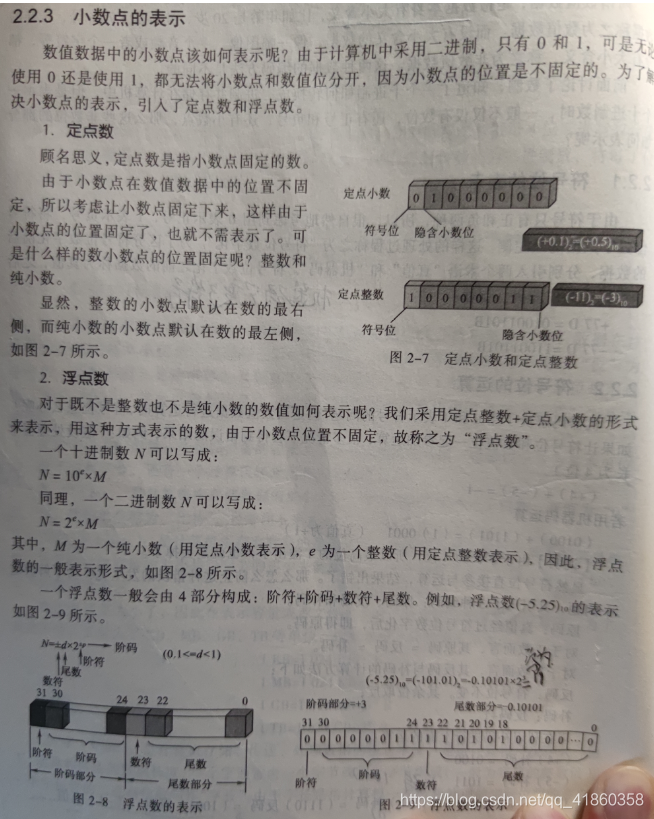 2.2.3 小数点的表示
数值数据中的小数点该如何表示呢？由于计算机中采用二进制，只有 0 和 1，可是无论
使用 0 还是使用 1，都无法将小数点和数值位分开，因为小数点的位置是不固定的。为了解
决小数点的表示，引入了定点数和浮点数。
1. 定点数
顾名思义，定点数是指小数点固定的数。
由于小数点在数值数据中的位置不固
定、所以考虑让小数点固定下来，这样由于
小数点的位置固定了，也就不需表示了。可
是什么样的数小数点的位置固定呢？整数和
纯小数。
显然，整数的小数点默认在数的最右
侧，而纯小数的小数点默认在数的最左侧，
如图 2-7 所示。
定点小数
0 1 0 0 0 0 0 0
符号位 隐含小数位
(+0.1)₂=(+0.5)₁₀
定点整数
1 0 0 0 0 0 1 1
(-11)₂=(-3)₁₀
符号位 隐含小数位
图 2-7 定点小数和定点整数
2. 浮点数
对于既不是整数也不是纯小数的数值如何表示呢？我们采用定点整数+定点小数的形式
来表示，用这种方式表示的数，由于小数点位置不固定，故称之为“浮点数”。
一个十进制数 N 可以写成：
N = 10ᵉ×M
同理，一个二进制数 N 可以写成：
N = 2ᵉ×M
其中，M 为一个纯小数（用定点小数表示），e 为一个整数（用定点整数表示）。因此，浮点
数的一般表示形式，如图 2-8 所示。
一个浮点数一般会由 4 部分构成：阶符+阶码+数符+尾数。例如，浮点数(-5.25)₁₀的表示
如图 2-9 所示。
N=±d×2±p 阶码
阶符
尾数
数符
(0.1<=d<1)
31 30 24 23 22 0
阶符 阶码 数符 尾数
阶码部分 尾数部分
图 2-8 浮点数的表示
(-5.25)₁₀=(-101.01)₂=-0.10101×2³
阶码部分=+3 尾数部分=-0.10101
31 30 24 23 22 21 20 19 18 0
0 0 0 0 0 0 1 1 1 1 0 1 0 1 0 0 0 0 … 0
阶符 阶码 数符 尾数
https://blog.csdn.net/qq_41860358